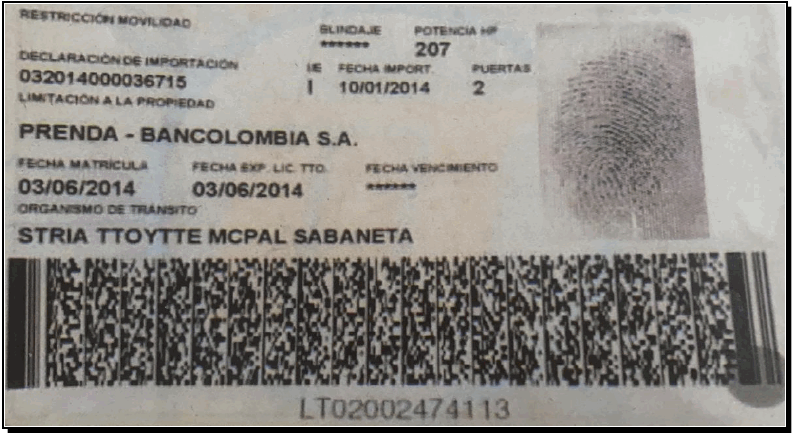 RESTRICCIÓN MOVILIDAD BLINDAJE POTENCIA HP
****** 207
DECLARACIÓN DE IMPORTACIÓN I/E FECHA IMPORT. PUERTAS
032014000036715 I 10/01/2014 2
LIMITACIÓN A LA PROPIEDAD
PRENDA - BANCOLOMBIA S.A.
FECHA MATRÍCULA FECHA EXP. LIC. TTO. FECHA VENCIMIENTO
03/06/2014 03/06/2014 ******
ORGANISMO DE TRÁNSITO
STRIA TTOYTTE MCPAL SABANETA
LT02002474113